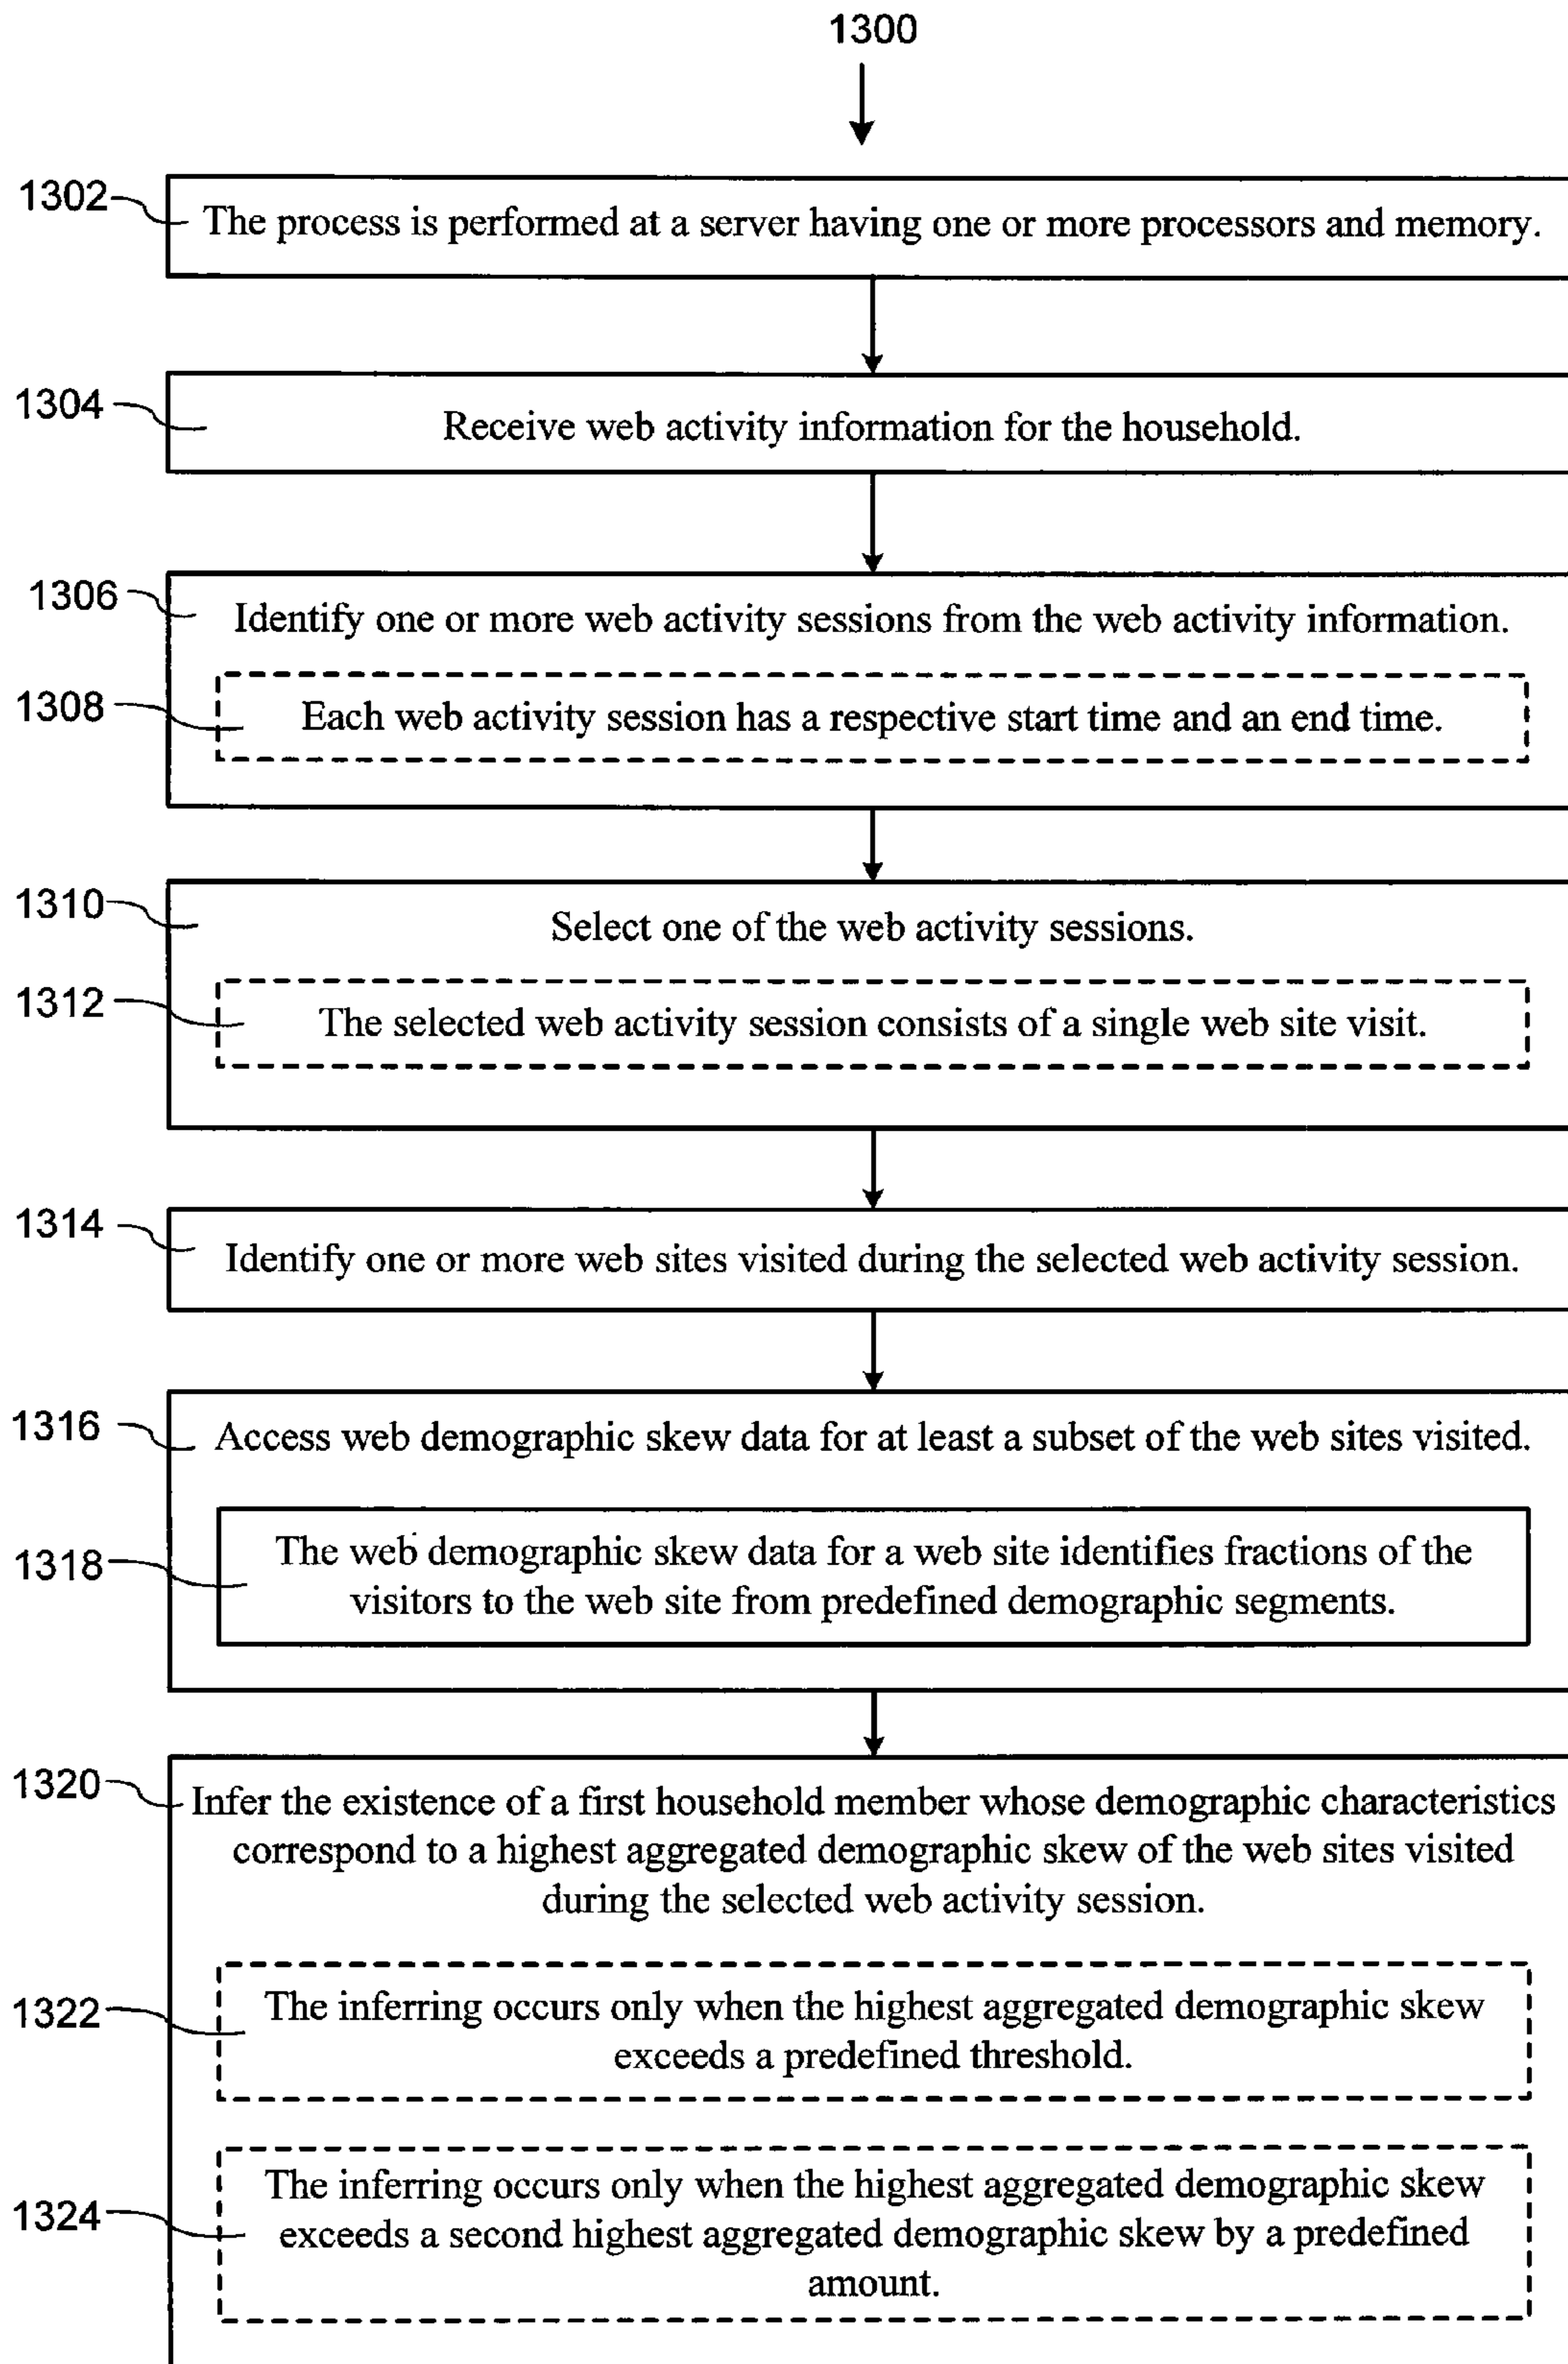 1300
1302
The process is performed at a server having one or more processors and memory.
1304
Receive web activity information for the household.
1306
Identify one or more web activity sessions from the web activity information.
1308
Each web activity session has a respective start time and an end time.
1310
Select one of the web activity sessions.
1312
The selected web activity session consists of a single web site visit.
1314
Identify one or more web sites visited during the selected web activity session.
1316
Access web demographic skew data for at least a subset of the web sites visited.
1318
The web demographic skew data for a web site identifies fractions of the
visitors to the web site from predefined demographic segments.
1320
Infer the existence of a first household member whose demographic characteristics
correspond to a highest aggregated demographic skew of the web sites visited
during the selected web activity session.
1322
The inferring occurs only when the highest aggregated demographic skew
exceeds a predefined threshold.
1324
The inferring occurs only when the highest aggregated demographic skew
exceeds a second highest aggregated demographic skew by a predefined
amount.